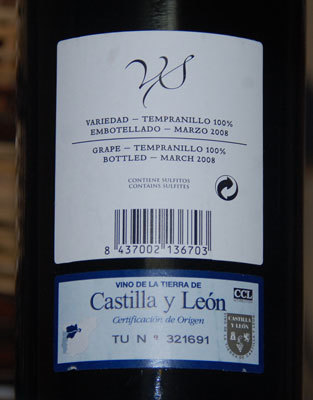 VS
VARIEDAD – TEMPRANILLO 100%
EMBOTELLADO – MARZO 2008
GRAPE – TEMPRANILLO 100%
BOTTLED – MARCH 2008
CONTIENE SULFITOS
CONTAINS SULFITES
8 437002 136703
VINO DE LA TIERRA DE
Castilla y León
Certificación de Origen
TU Nº 321691
CCL
CASTILLA
Y LEÓN